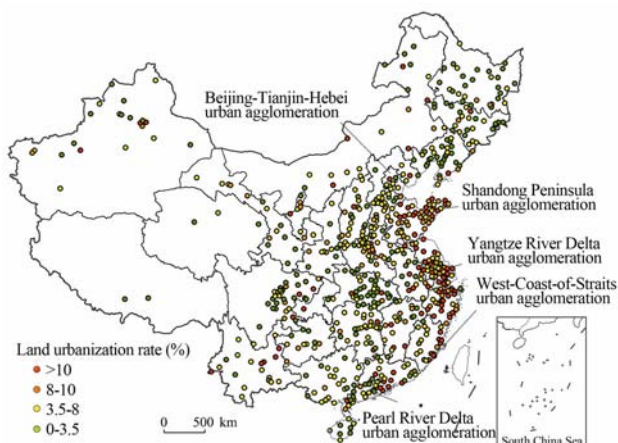 Beijing-Tianjin-Hebei
urban agglomeration
Shandong Peninsula
urban agglomeration
Yangtze River Delta
urban agglomeration
West-Coast-of-Straits
urban agglomeration
Land urbanization rate (%)
>10
8-10
3.5-8
0-3.5
0 500 km
Pearl River Delta
urban agglomeration
South China Sea